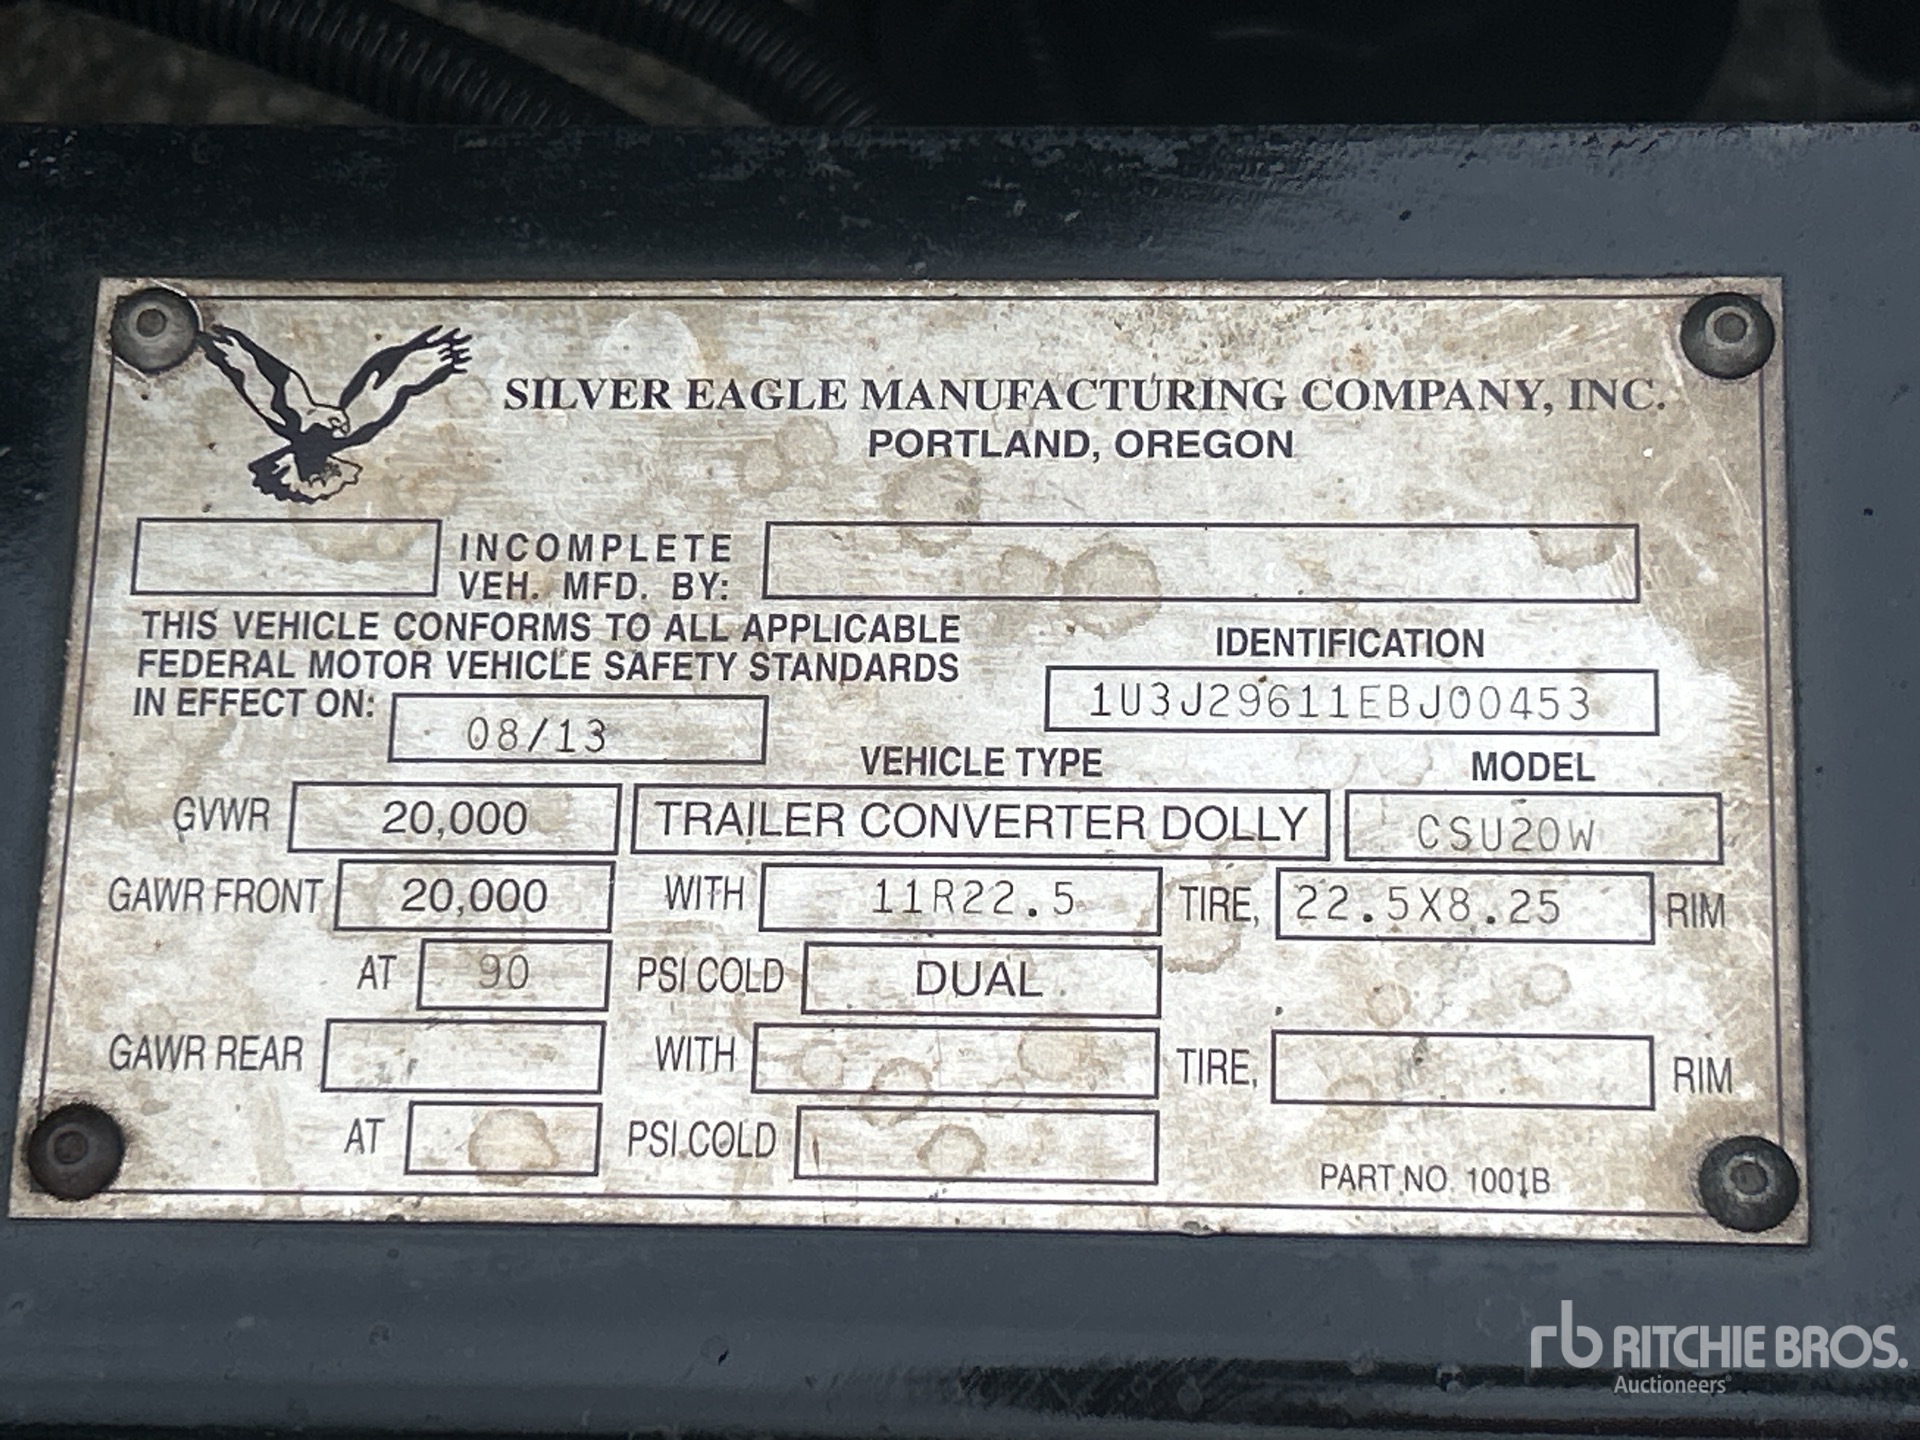 SILVER EAGLE MANUFACTURING COMPANY, INC.
PORTLAND, OREGON
INCOMPLETE
VEH. MFD. BY:
THIS VEHICLE CONFORMS TO ALL APPLICABLE
FEDERAL MOTOR VEHICLE SAFETY STANDARDS
IN EFFECT ON: 08/13
IDENTIFICATION
1U3J29611EBJ00453
VEHICLE TYPE MODEL
GVWR 20,000 TRAILER CONVERTER DOLLY CSU20W
GAWR FRONT 20,000 WITH 11R22.5 TIRE, 22.5X8.25 RIM
AT 90 PSI COLD DUAL
GAWR REAR WITH TIRE, RIM
AT PSI COLD
PART NO. 1001B
rb RITCHIE BROS.
Auctioneers